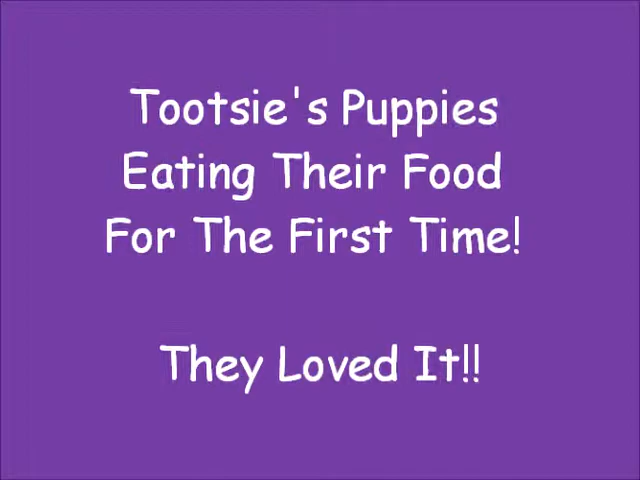 Tootsie's Puppies
Eating Their Food
For The First Time!
They Loved It!!